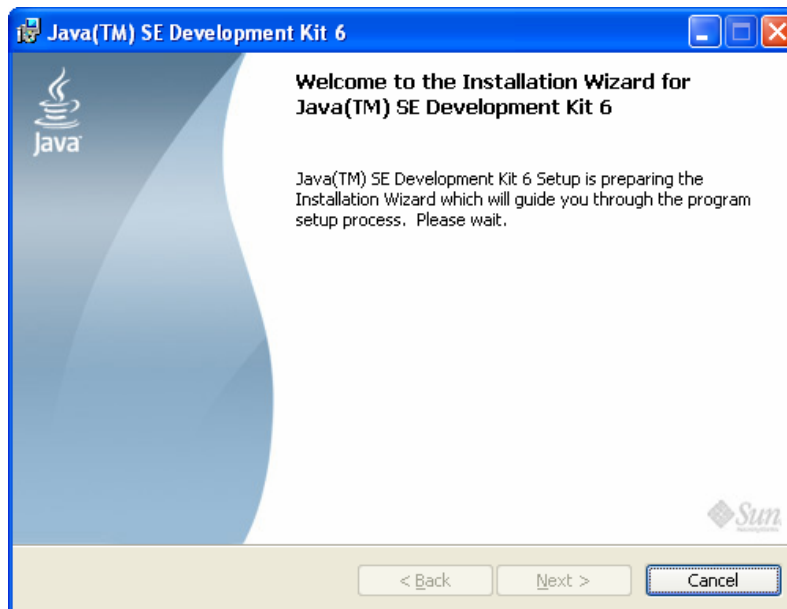 Java(TM) SE Development Kit 6
Java
Welcome to the Installation Wizard for
Java(TM) SE Development Kit 6
Java(TM) SE Development Kit 6 Setup is preparing the
Installation Wizard which will guide you through the program
setup process.  Please wait.
Sun
< Back
Next >
Cancel